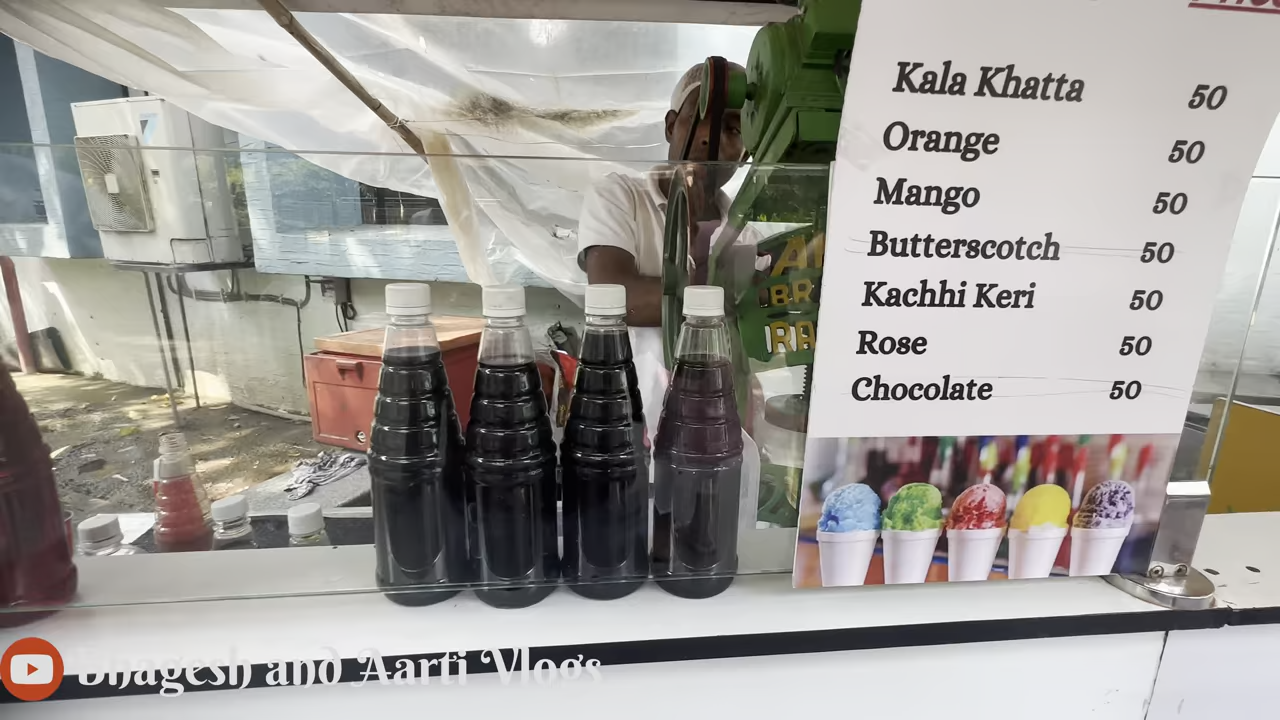 Kala Khatta 50
Orange 50
Mango 50
Butterscotch 50
Kachhi Keri 50
Rose 50
Chocolate 50
Bhagesh and Aarti Vlogs